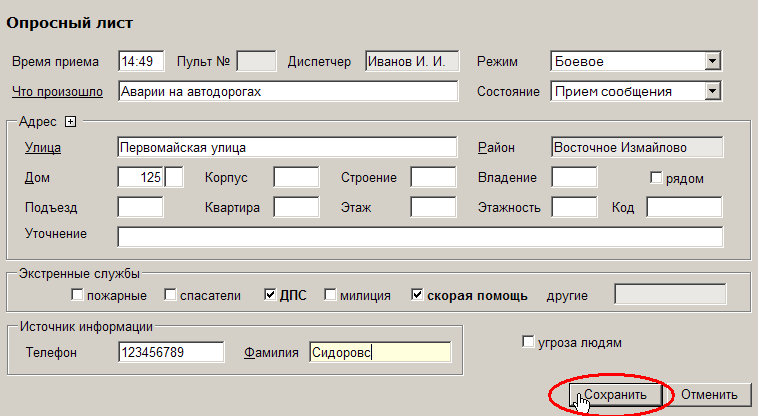 Опросный лист
Время приема 14:49 Пульт № Диспетчер Иванов И. И. Режим Боевое
Что произошло Аварии на автодорогах Состояние Прием сообщения
Адрес +
Улица Первомайская улица Район Восточное Измайлово
Дом 125 Корпус Строение Владение рядом
Подъезд Квартира Этаж Этажность Код
Уточнение
Экстренные службы
пожарные спасатели ДПС милиция скорая помощь другие
Источник информации
Телефон 123456789 Фамилия Сидоровс угроза людям
Сохранить Отменить